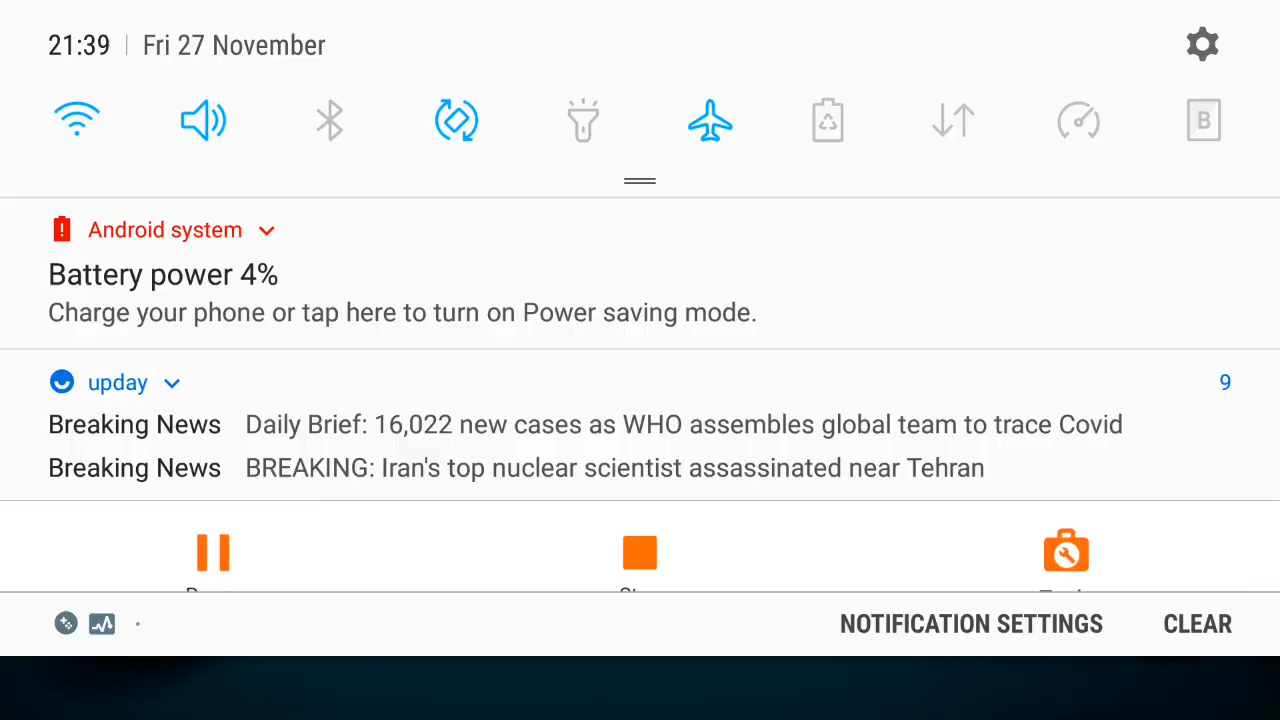 21:39 | Fri 27 November
B
Android system
Battery power 4%
Charge your phone or tap here to turn on Power saving mode.
upday 9
Breaking News Daily Brief: 16,022 new cases as WHO assembles global team to trace Covid
Breaking News BREAKING: Iran's top nuclear scientist assassinated near Tehran
NOTIFICATION SETTINGS CLEAR